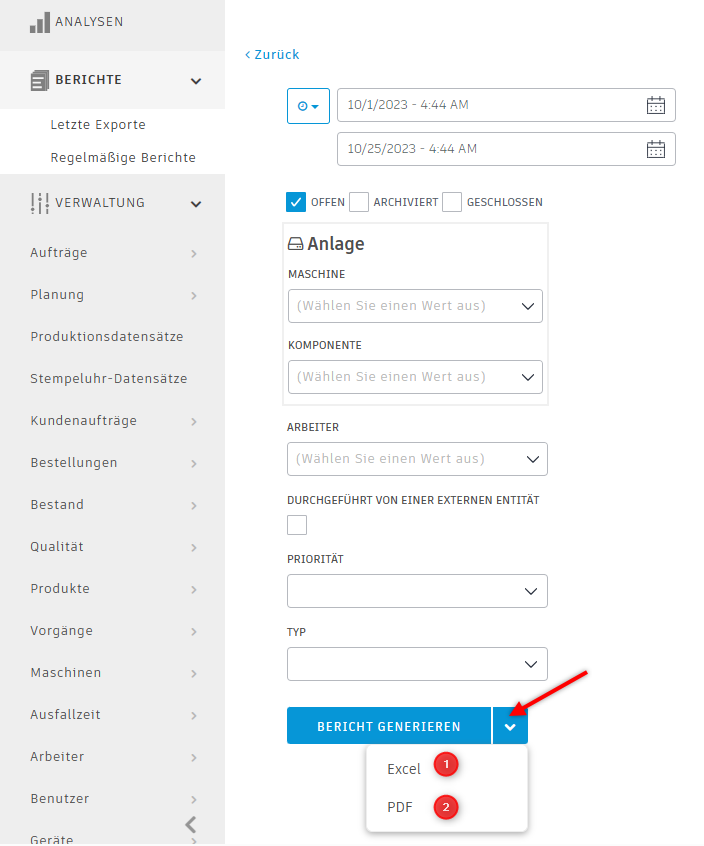 ANALYSEN
BERICHTE
Letzte Exporte
Regelmäßige Berichte
VERWALTUNG
Aufträge
Planung
Produktionsdatensätze
Stempeluhr-Datensätze
Kundenaufträge
Bestellungen
Bestand
Qualität
Produkte
Vorgänge
Maschinen
Ausfallzeit
Arbeiter
Benutzer
Geräte
< Zurück
10/1/2023 - 4:44 AM
10/25/2023 - 4:44 AM
OFFEN ARCHIVIERT GESCHLOSSEN
Anlage
MASCHINE
(Wählen Sie einen Wert aus)
KOMPONENTE
(Wählen Sie einen Wert aus)
ARBEITER
(Wählen Sie einen Wert aus)
DURCHGEFÜHRT VON EINER EXTERNEN ENTITÄT
PRIORITÄT
TYP
BERICHT GENERIEREN
Excel 1
PDF 2